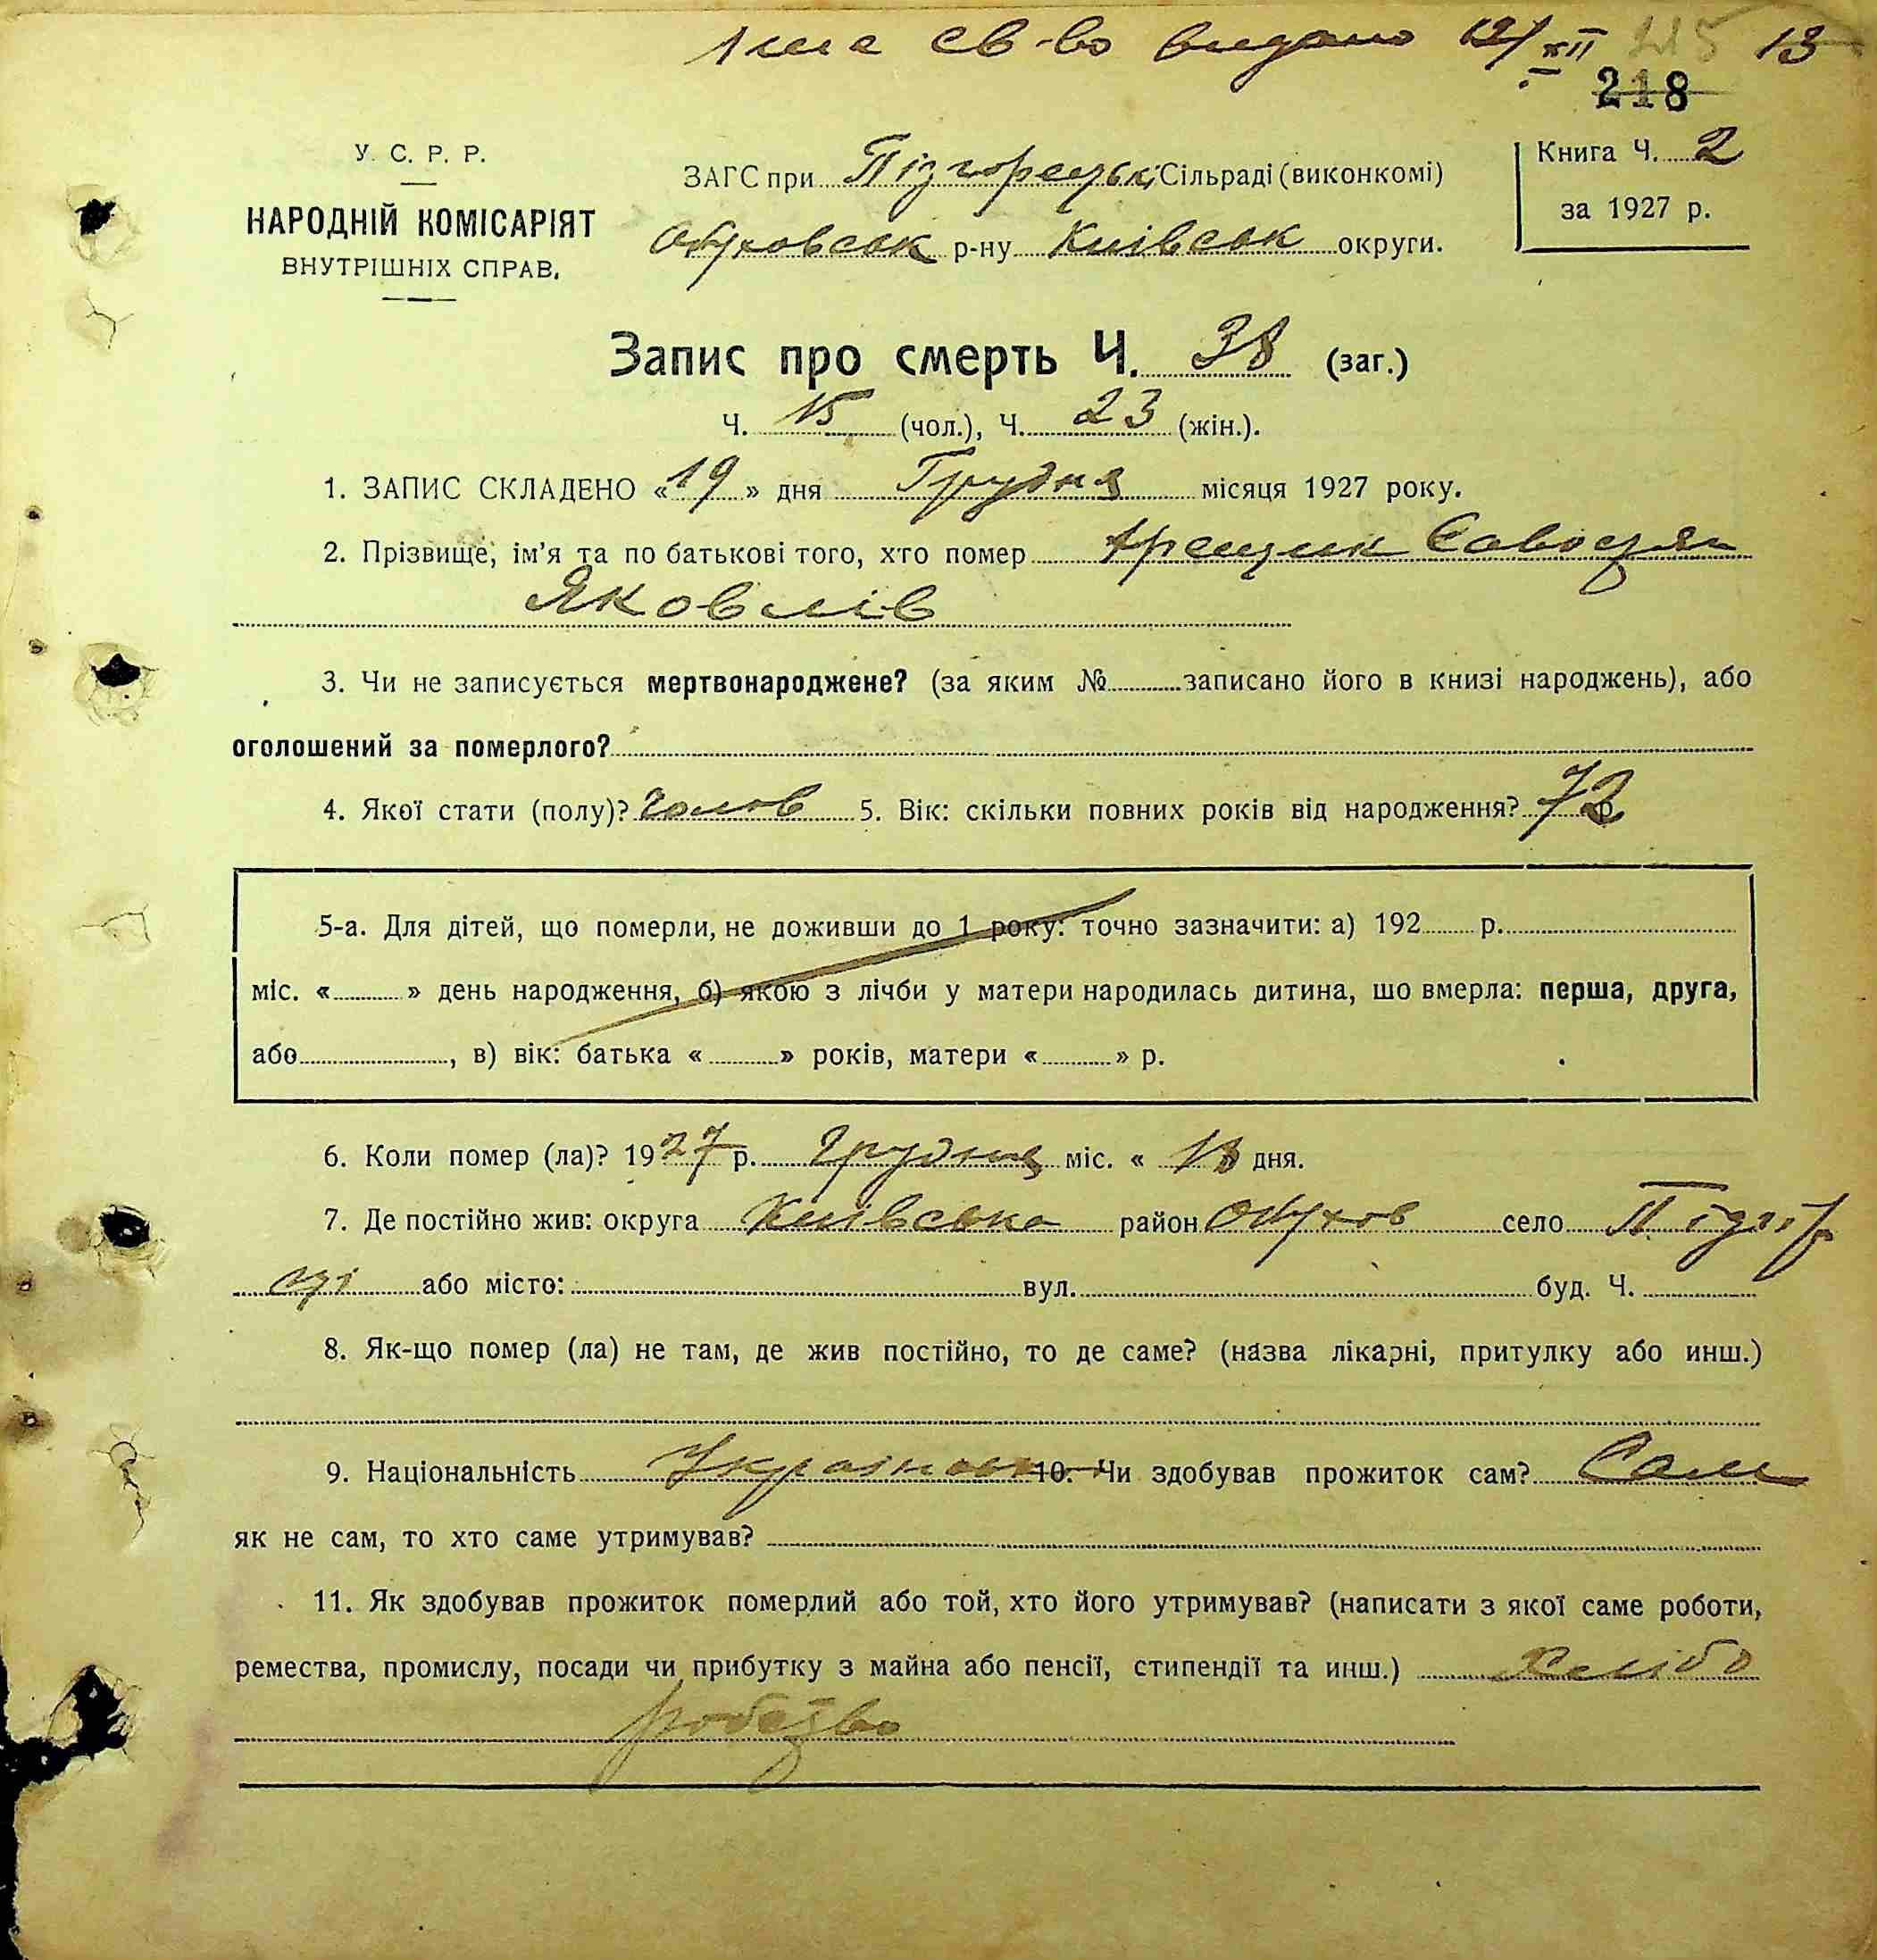 св-во видано 12/XII 215 13
218
У. С. Р. Р.
НАРОДНІЙ КОМІСАРІЯТ
ВНУТРІШНІХ СПРАВ.
ЗАГС при Підгорецькі Сільраді (виконкомі)
Обуховськ р-ну Київськ округи.
Книга Ч. 2
за 1927 р.
Запис про смерть Ч. 38 (заг.)
Ч. 15 (чол.), Ч. 23 (жін.).
1. ЗАПИС СКЛАДЕНО «19» дня Грудня місяця 1927 року.
2. Прізвище, ім'я та по батькові того, хто помер
Яковлів
3. Чи не записується мертвонароджене? (за яким № записано його в книзі народжень), або
оголошений за померлого?
4. Якої стати (полу)? Чолов 5. Вік: скільки повних років від народження? 72 р.
5-а. Для дітей, що померли, не доживши до 1 року: точно зазначити: а) 192 р.
міс. « » день народження, б) якою з лічби у матери народилась дитина, шо вмерла: перша, друга,
або , в) вік: батька « » років, матери « » р.
6. Коли помер (ла)? 1927 р. Грудня міс. « 18 дня.
7. Де постійно жив: округа Київська район Обухов село Підгір
ці або місто: вул. буд. Ч.
8. Як-що помер (ла) не там, де жив постійно, то де саме? (назва лікарні, притулку або инш.)
9. Національність 10. Чи здобував прожиток сам? Сам
як не сам, то хто саме утримував?
11. Як здобував прожиток померлий або той, хто його утримував? (написати з якої саме роботи,
ремества, промислу, посади чи прибутку з майна або пенсії, стипендії та инш.) Хлібо
робство